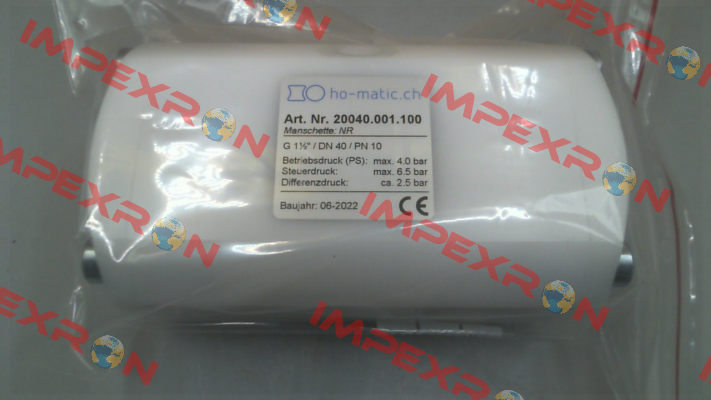 ho-matic.ch
Art. Nr. 20040.001.100
Manschette: NR
G 1½" / DN 40 / PN 10
Betriebsdruck (PS): max. 4.0 bar
Steuerdruck: max. 6.5 bar
Differenzdruck: ca. 2.5 bar
Baujahr: 06-2022 CE
IMPEXRON
IMPEXRON
IMPEXRON
IMPEXRON
IMPEXRON
IMPEXRON